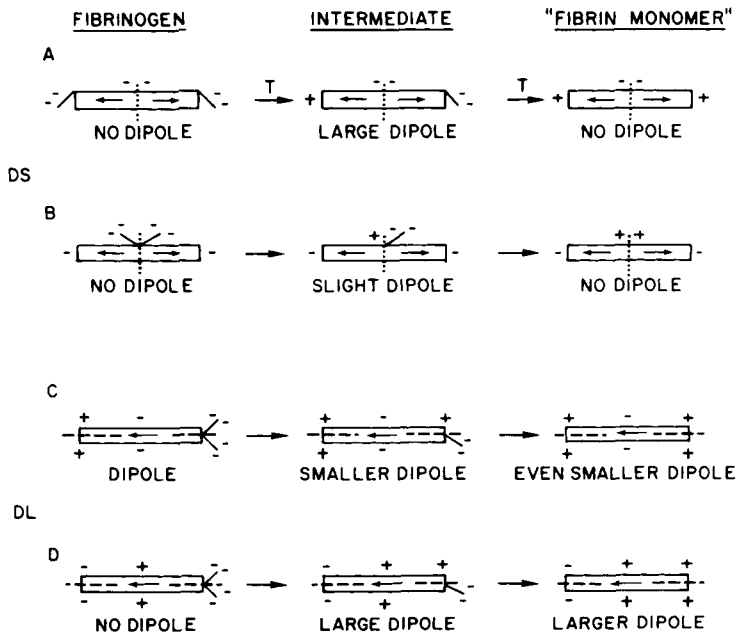 FIBRINOGEN INTERMEDIATE "FIBRIN MONOMER"
A
- - - - - -
- - T + - T + +
- - -
NO DIPOLE LARGE DIPOLE NO DIPOLE
DS
B
- - - - + - - + +
- - - - - -
NO DIPOLE SLIGHT DIPOLE NO DIPOLE
C
+ - - + - + + - +
+ - - + - - + - +
DIPOLE SMALLER DIPOLE EVEN SMALLER DIPOLE
DL
D
- + - - + + - + +
- + - - + - - + +
NO DIPOLE LARGE DIPOLE LARGER DIPOLE